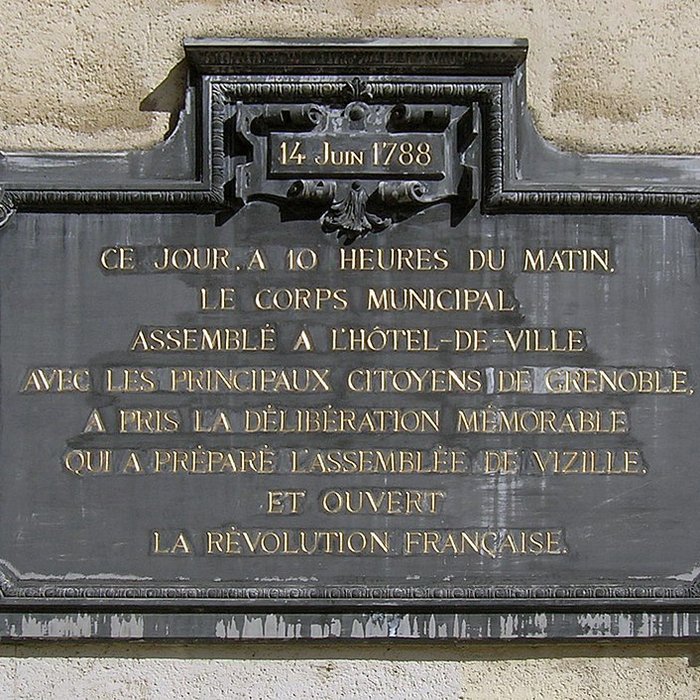 14 Juin 1788
CE JOUR, A 10 HEURES DU MATIN,
LE CORPS MUNICIPAL
ASSEMBLÉ A L'HÔTEL-DE-VILLE
AVEC LES PRINCIPAUX CITOYENS DE GRENOBLE,
A PRIS LA DÉLIBÉRATION MÉMORABLE
QUI A PRÉPARÉ L'ASSEMBLÉE DE VIZILLE,
ET OUVERT
LA RÉVOLUTION FRANÇAISE.